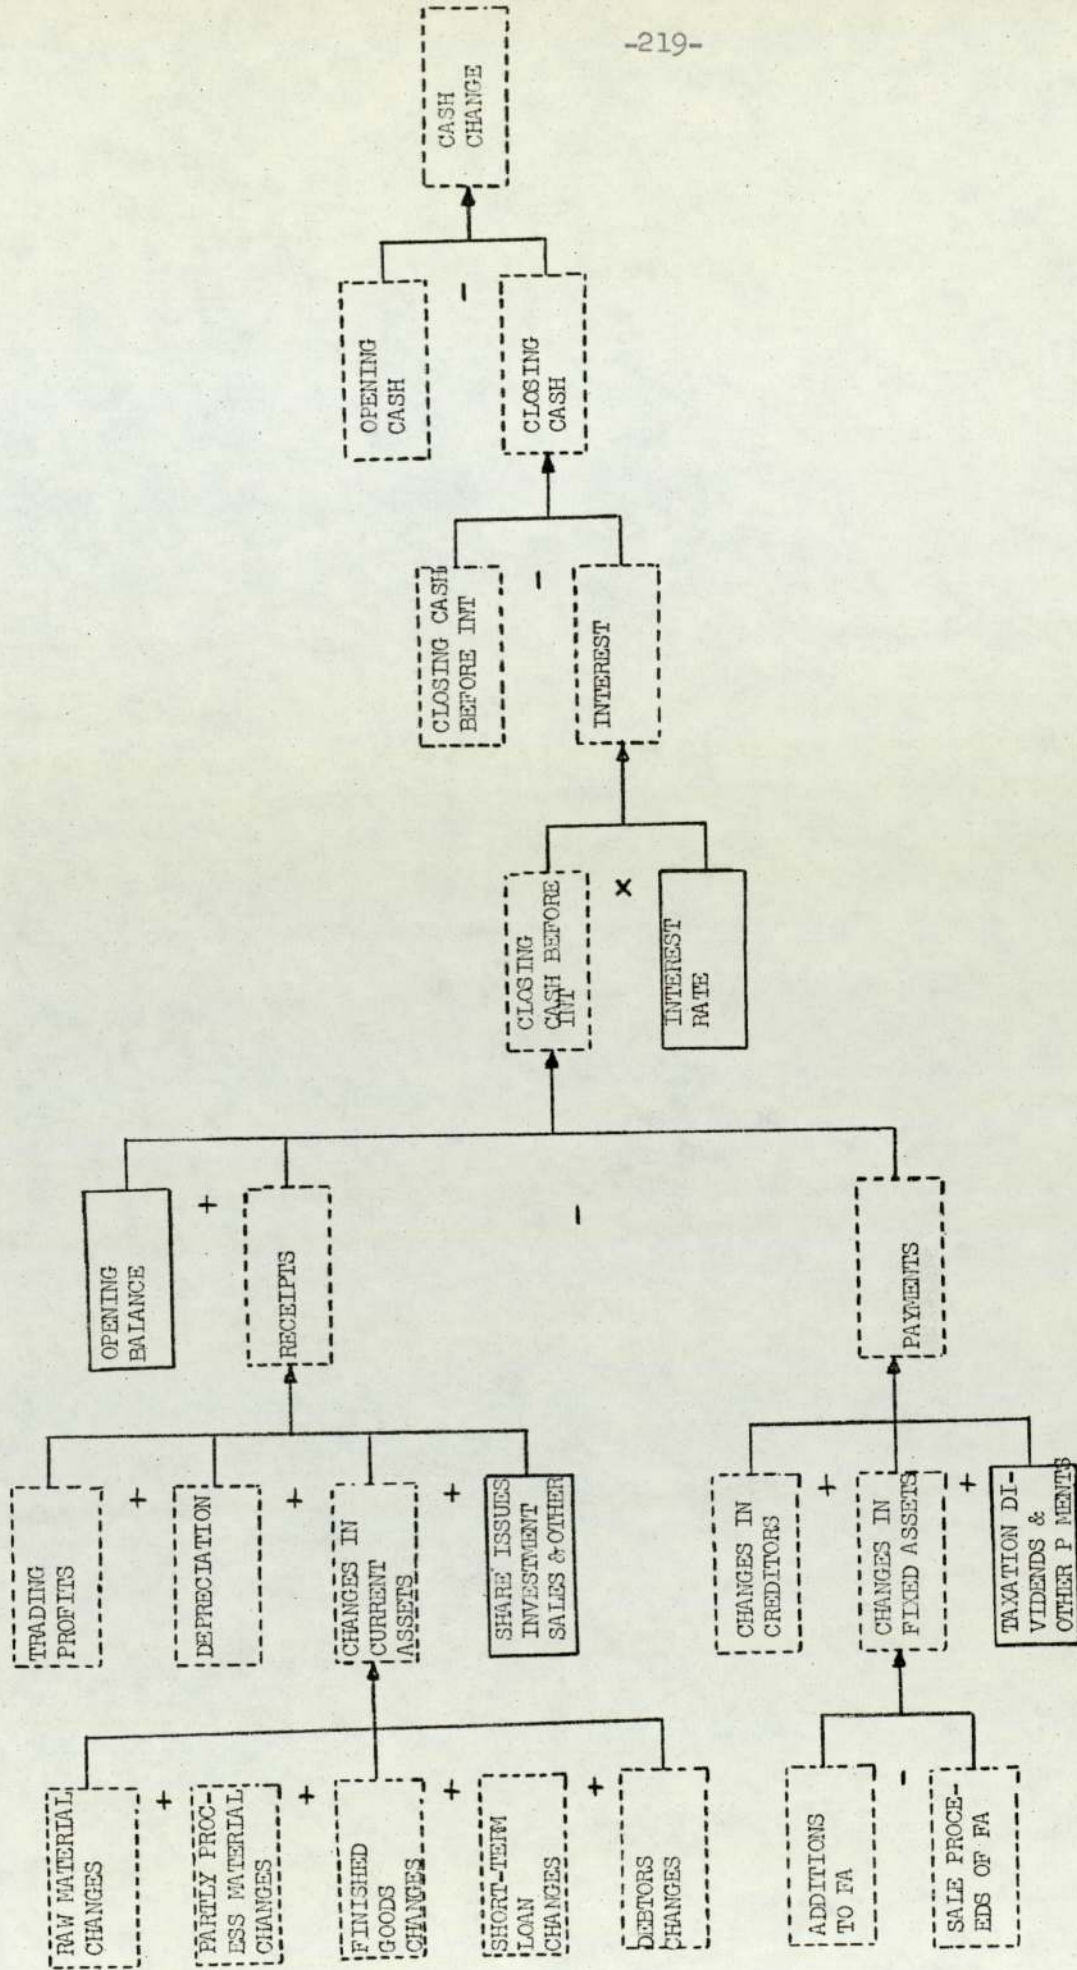 -219-
RAW MATERIAL
CHANGES
+
PARTLY PROC-
ESS MATERIAL
CHANGES
+
FINISHED
GOODS
CHANGES
+
SHORT-TERM
LOAN
CHANGES
+
DEBTORS
CHANGES
ADDITIONS
TO FA
-
SALE PROCE-
EDS OF FA
TRADING
PROFITS
+
DEPRECIATION
+
CHANGES IN
CURRENT
ASSETS
+
SHARE ISSUES
INVESTMENT
SALES & OTHER
CHANGES IN
CREDITORS
+
CHANGES IN
FIXED ASSETS
+
TAXATION DI-
VIDENDS &
OTHER P MENTS
OPENING
BALANCE
+
RECEIPTS
-
PAYMENTS
CLOSING
CASH BEFORE
INT
x
INTEREST
RATE
CLOSING CASH
BEFORE INT
-
INTEREST
OPENING
CASH
-
CLOSING
CASH
CASH
CHANGE